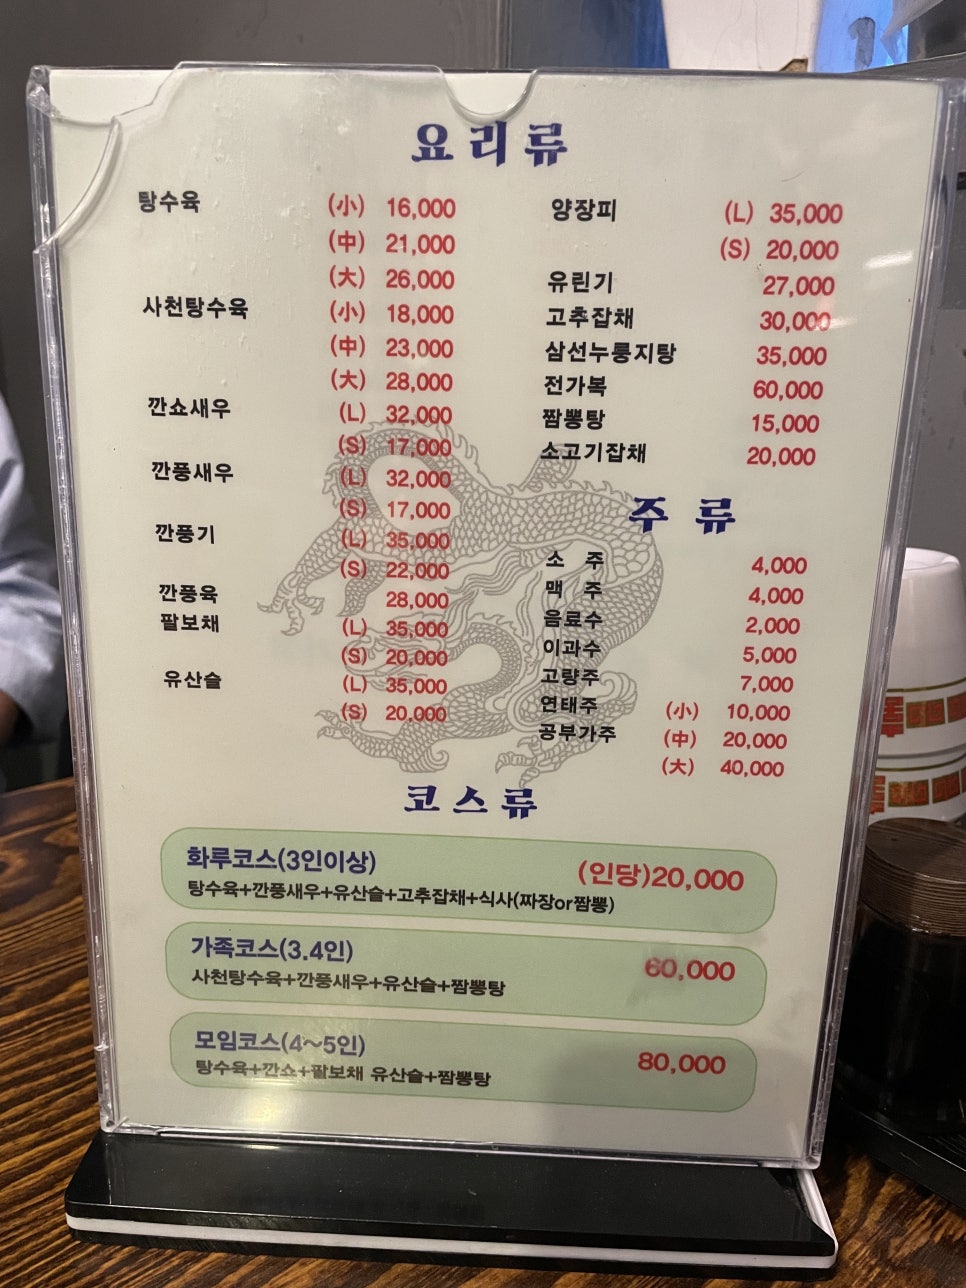 요리류
탕수육 (小) 16,000
(中) 21,000
(大) 26,000
사천탕수육 (小) 18,000
(中) 23,000
(大) 28,000
깐쇼새우 (L) 32,000
(S) 17,000
깐풍새우 (L) 32,000
(S) 17,000
깐풍기 (L) 35,000
(S) 22,000
깐풍육 28,000
팔보채 (L) 35,000
(S) 20,000
유산슬 (L) 35,000
(S) 20,000
양장피 (L) 35,000
(S) 20,000
유린기 27,000
고추잡채 30,000
삼선누룽지탕 35,000
전가복 60,000
짬뽕탕 15,000
소고기잡채 20,000
주류
소 주 4,000
맥 주 4,000
음료수 2,000
이과수 5,000
고량주 7,000
연태주 (小) 10,000
공부가주 (中) 20,000
(大) 40,000
코스류
화루코스(3인이상) (인당)20,000
탕수육+깐풍새우+유산슬+고추잡채+식사(짜장or짬뽕)
가족코스(3.4인) 60,000
사천탕수육+깐풍새우+유산슬+짬뽕탕
모임코스(4~5인) 80,000
탕수육+깐쇼+팔보채 유산슬+짬뽕탕